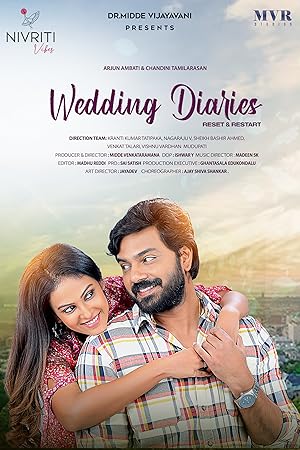 NIVRITI
Vibes
DR.MIDDE VIJAYAVANI
PRESENTS
MVR
STUDIOS
ARJUN AMBATI & CHANDINI TAMILARASAN
Wedding Diaries
RESET & RESTART
DIRECTION TEAM: KRANTI KUMAR TATIPAKA, NAGARAJU V, SHEIKH BASHIR AHMED,
VENKAT TALARI, VISHNU VARDHAN MUDUPATI
PRODUCER & DIRECTOR : MIDDE VENKATARAMANA DOP : ISHWAR Y MUSIC DIRECTOR : MADEEN SK
EDITOR : MADHU REDDI PRO : SAI SATISH PRODUCTION EXECUTIVE : GHANTASALA EDUKONDALU
ART DIRECTOR : JAYADEV CHOREOGRAPHER : AJAY SHIVA SHANKAR